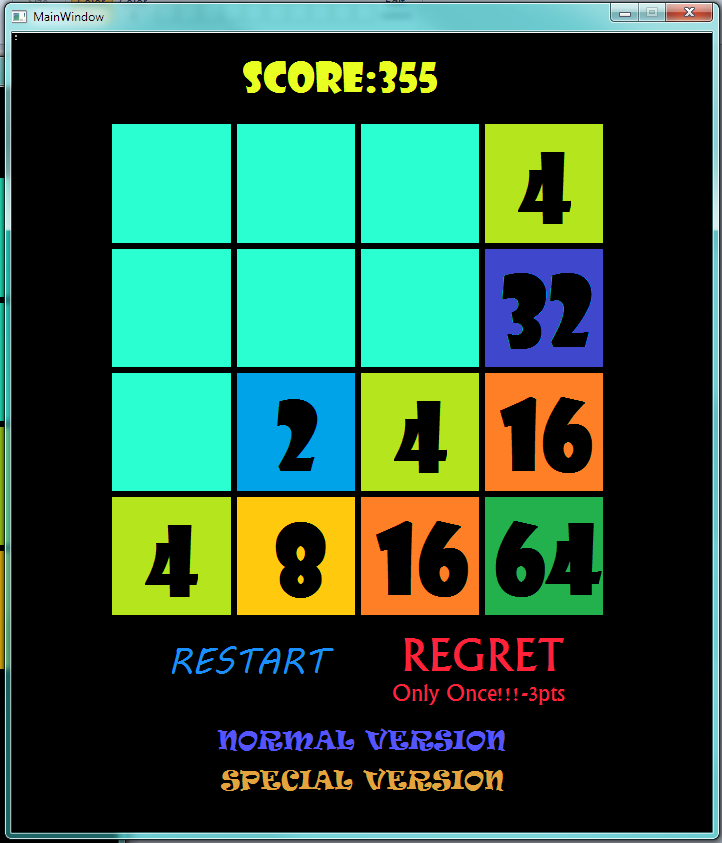 MainWindow
SCORE:355
4
32
2 4 16
4 8 16 64
RESTART REGRET
Only Once!!!-3pts
NORMAL VERSION
SPECIAL VERSION